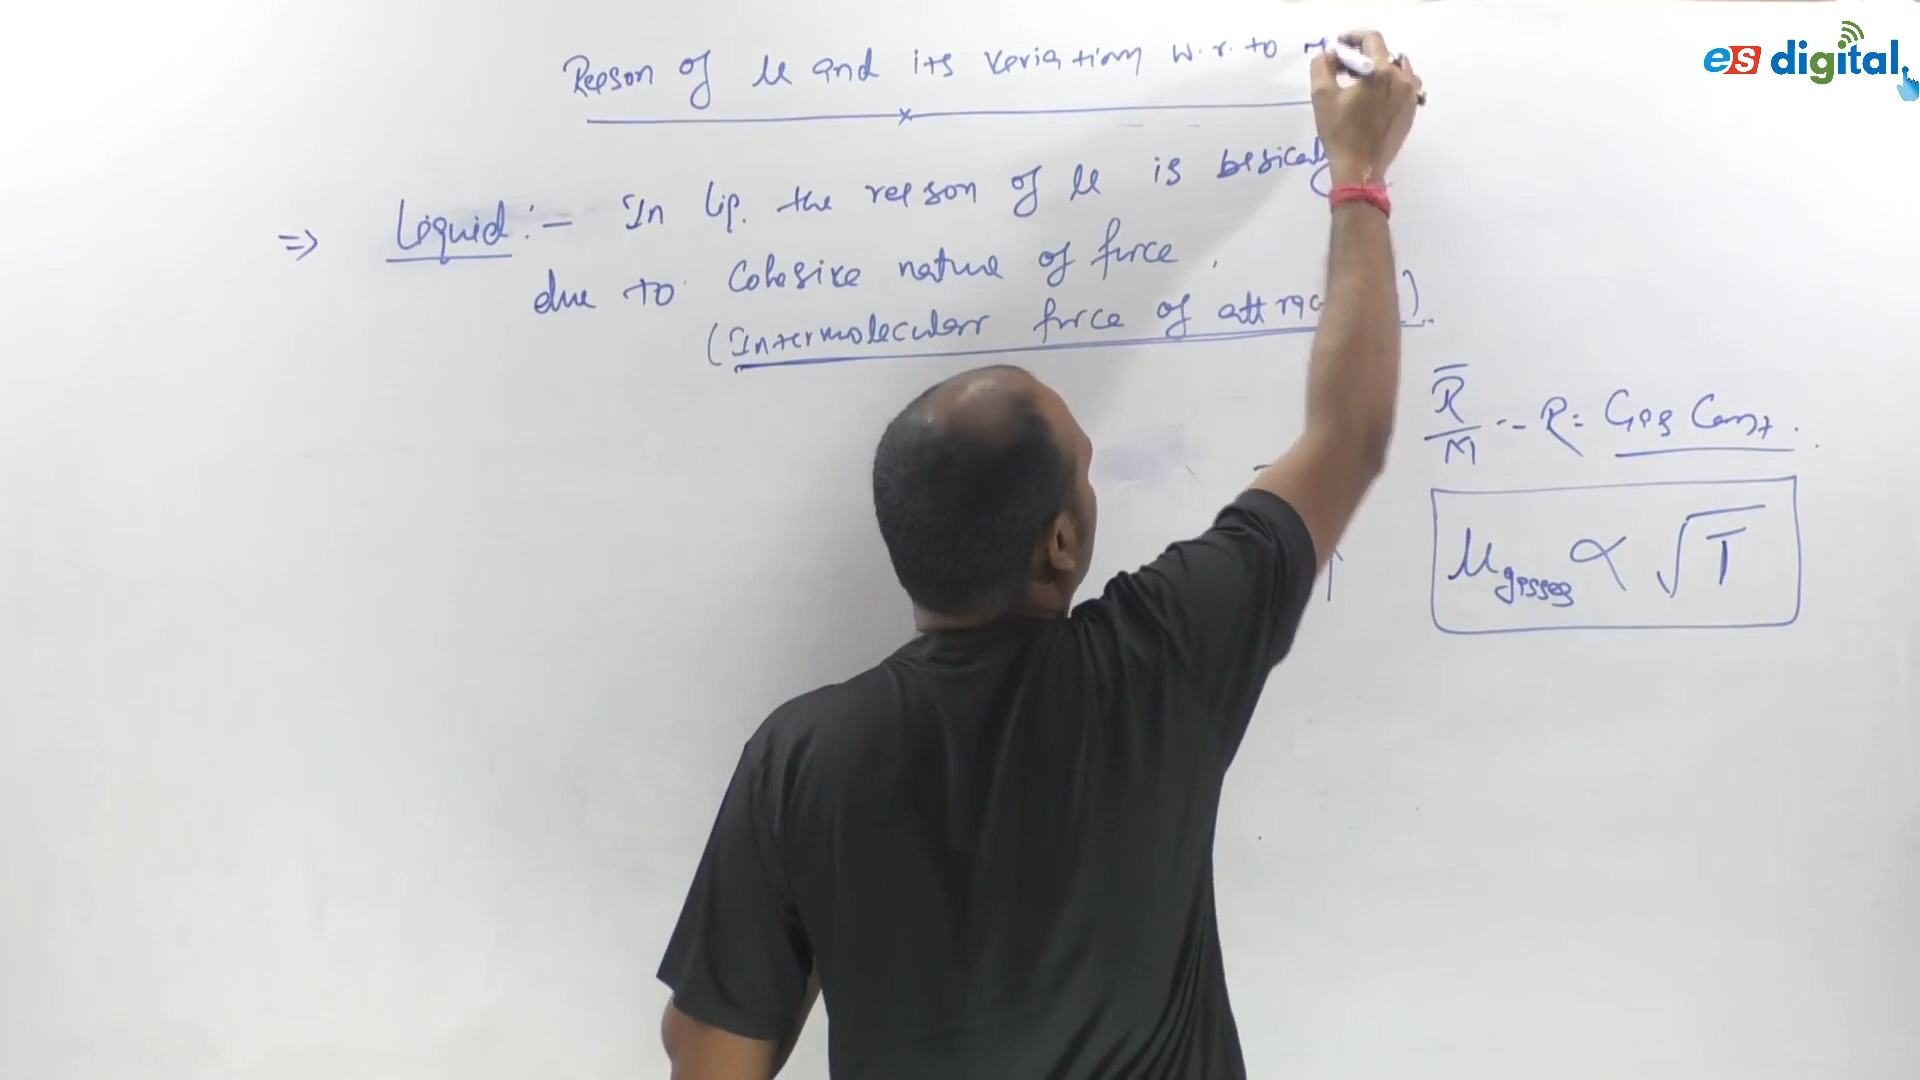 es digital.
Reason of μ and its variation w.r. to
⇒ Liquid :- In liq. the reason of μ is basically
due to cohesive nature of force.
(Intermolecular force of attrac
R̅/M -- R = Gas Const.
μ gasses ∝ √T